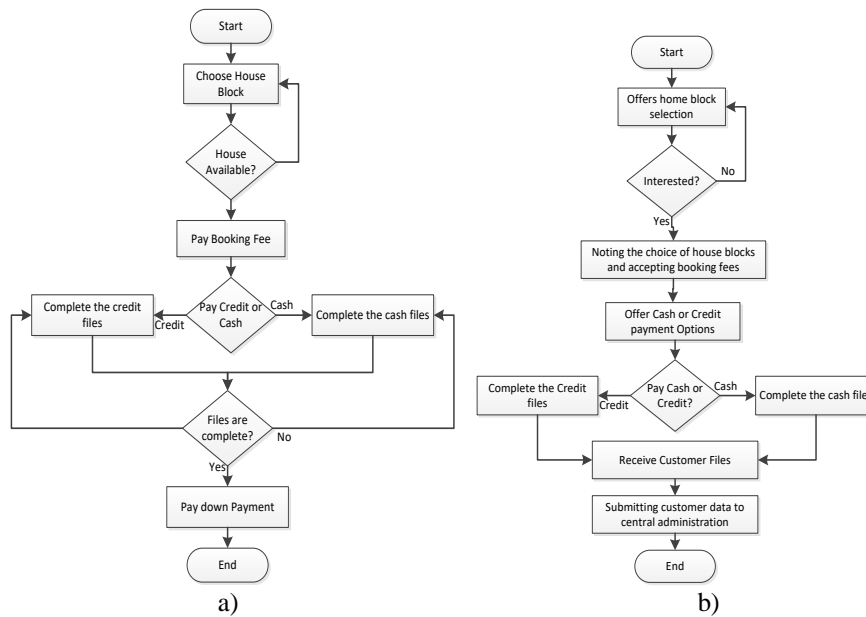 Start
Choose House
Block
House
Available?
Pay Booking Fee
Pay Credit or
Cash
Credit
Cash
Complete the credit
files
Complete the cash files
Files are
complete?
No
Yes
Pay down Payment
End
a)
Start
Offers home block
selection
Interested?
No
Yes
Noting the choice of house blocks
and accepting booking fees
Offer Cash or Credit
payment Options
Pay Cash or
Credit?
Credit
Cash
Complete the Credit
files
Complete the cash file
Receive Customer Files
Submitting customer data to
central administration
End
b)